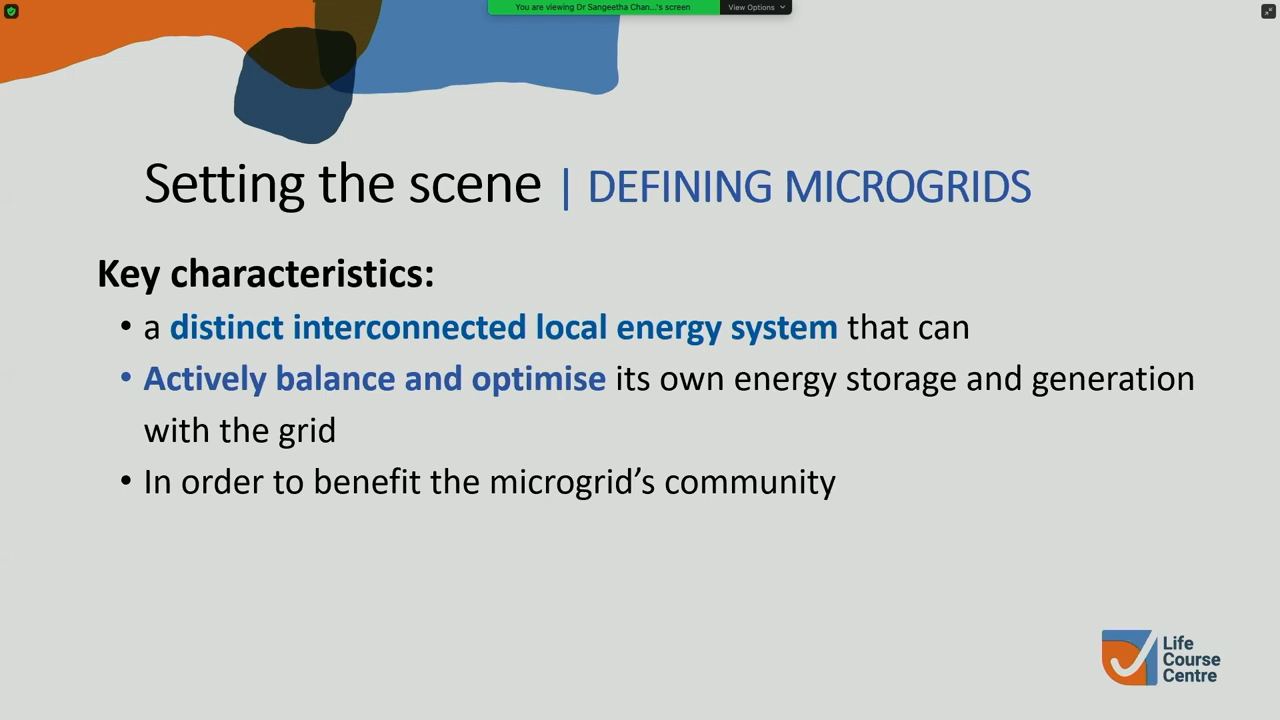 You are viewing Dr Sangeetha Chan...'s screen
View Options
Setting the scene | DEFINING MICROGRIDS
Key characteristics:
• a distinct interconnected local energy system that can
• Actively balance and optimise its own energy storage and generation
with the grid
• In order to benefit the microgrid’s community
Life
Course
Centre